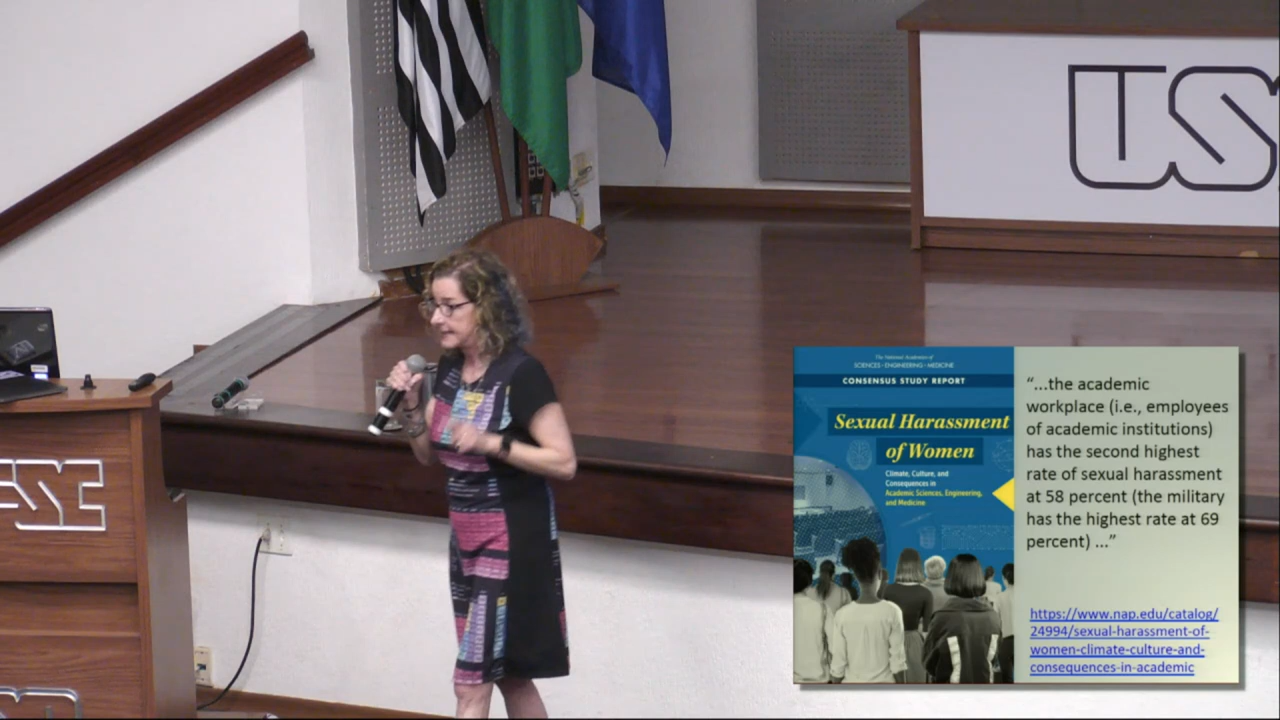 US
The National Academies of
SCIENCES • ENGINEERING • MEDICINE
CONSENSUS STUDY REPORT
Sexual Harassment
of Women
Climate, Culture, and
Consequences in
Academic Sciences, Engineering,
and Medicine
“...the academic
workplace (i.e., employees
of academic institutions)
has the second highest
rate of sexual harassment
at 58 percent (the military
has the highest rate at 69
percent) ...”
https://www.nap.edu/catalog/
24994/sexual-harassment-of-
women-climate-culture-and-
consequences-in-academic